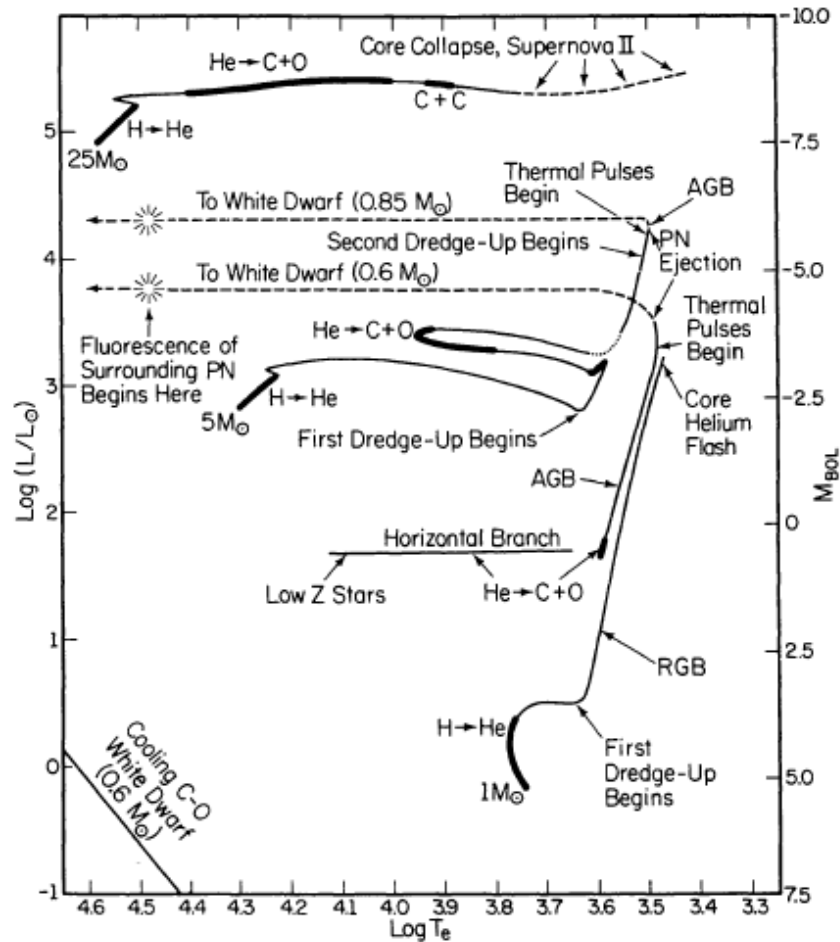 Core Collapse, Supernova II
He→C+O
C+C
H→He
25M☉
Thermal Pulses
Begin
AGB
To White Dwarf (0.85 M☉)
Second Dredge-Up Begins
PN
Ejection
To White Dwarf (0.6 M☉)
Thermal
Pulses
Begin
He→C+O
Fluorescence of
Surrounding PN
Begins Here
H→He
5M☉
Core
Helium
Flash
First Dredge-Up Begins
AGB
Horizontal Branch
Low Z Stars
He→C+O
RGB
H→He
First
Dredge-Up
Begins
1M☉
Cooling C-O
White Dwarf
(0.6 M☉)
Log (L/L☉)
5
4
3
2
1
0
-1
M BOL
-10.0
-7.5
-5.0
-2.5
0
2.5
5.0
7.5
4.6 4.5 4.4 4.3 4.2 4.1 4.0 3.9 3.8 3.7 3.6 3.5 3.4 3.3
Log Te